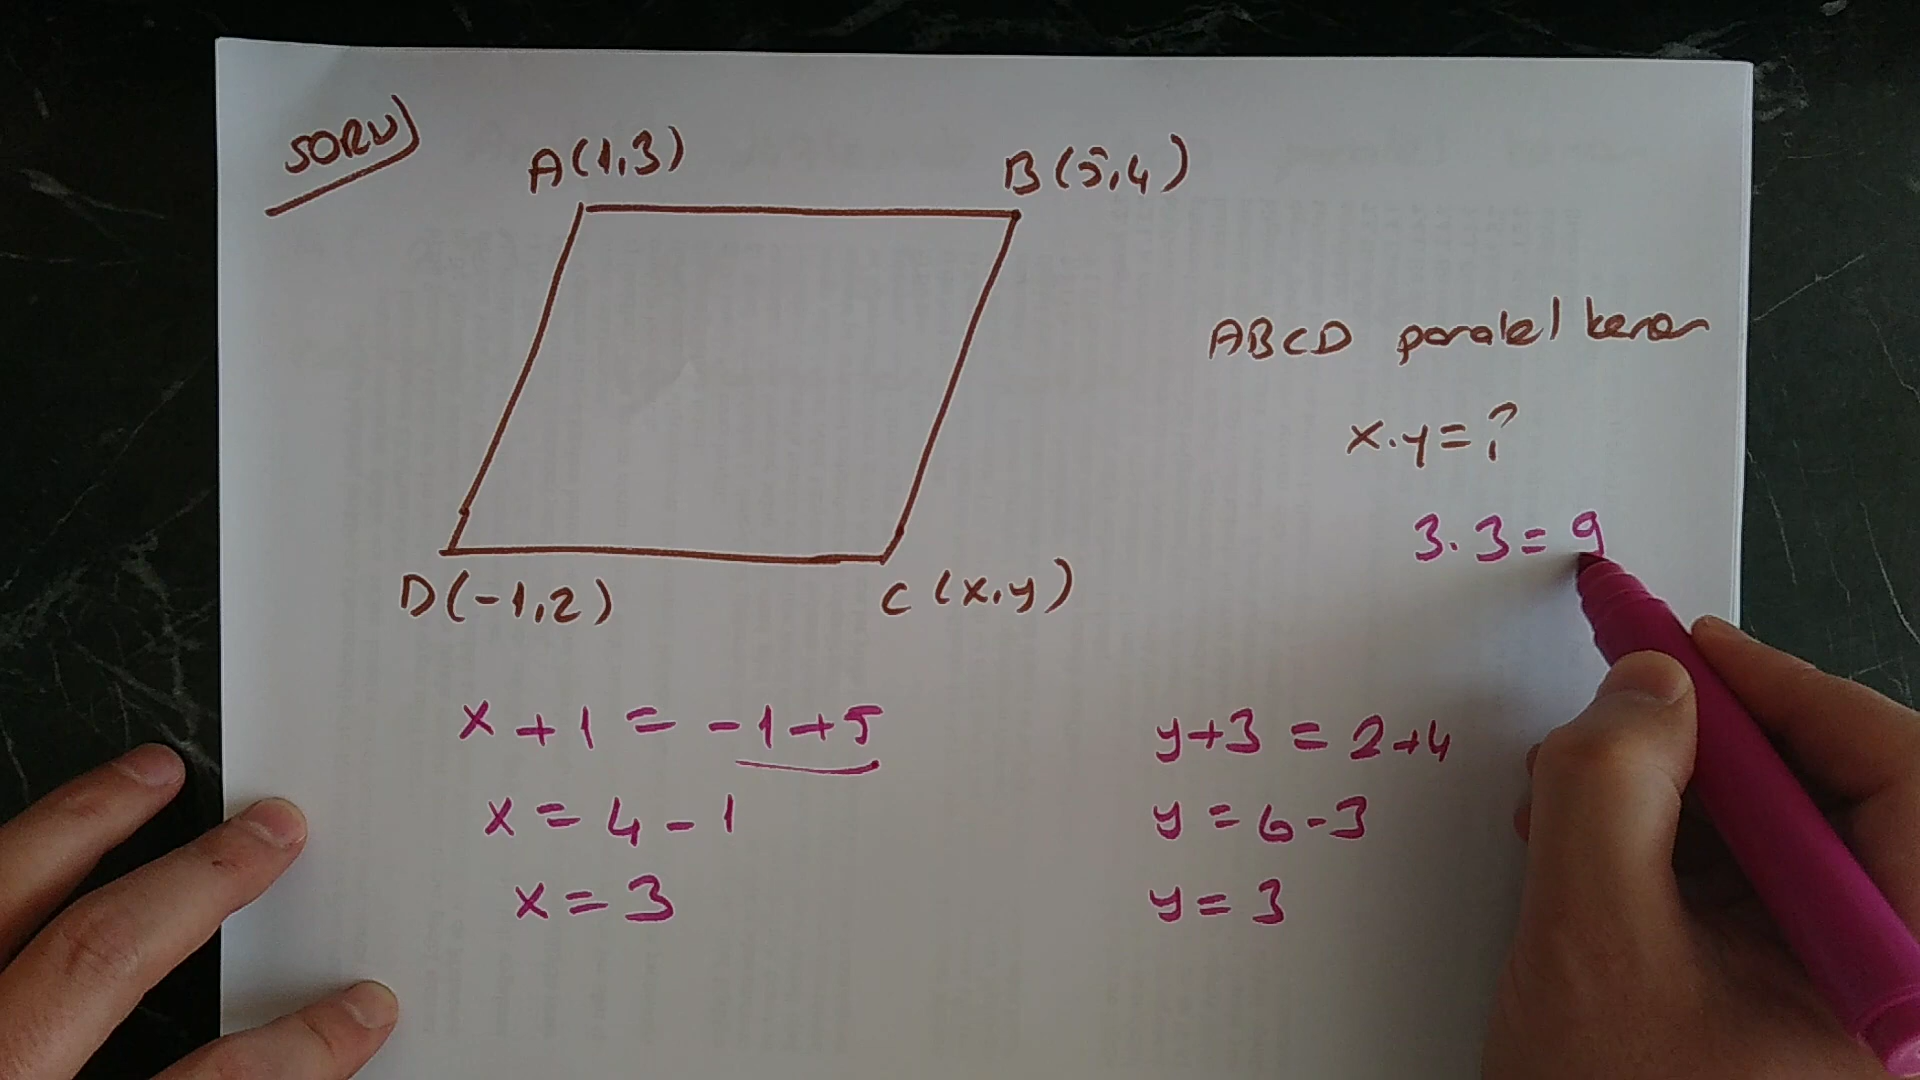 SORU)
A(1,3) B(5,4)
ABCD paralel kenar
x.y=?
3.3=9
D(-1,2) C(x,y)
x+1=-1+5
x=4-1
x=3
y+3=2+4
y=6-3
y=3